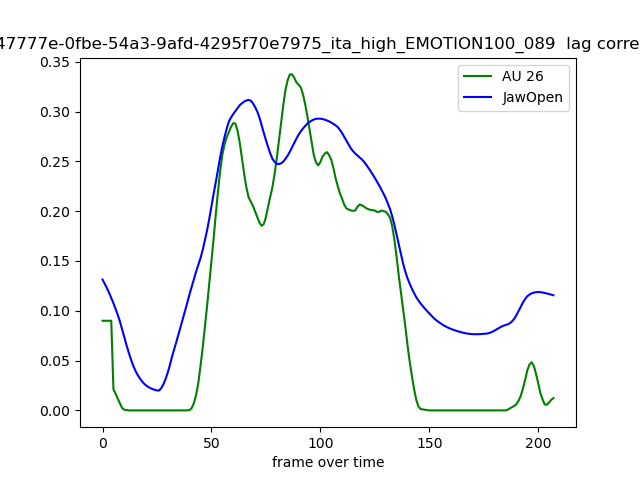 47777e-0fbe-54a3-9afd-4295f70e7975_ita_high_EMOTION100_089 lag corre
0.35
0.30
0.25
0.20
0.15
0.10
0.05
0.00
AU 26
JawOpen
0 50 100 150 200
frame over time